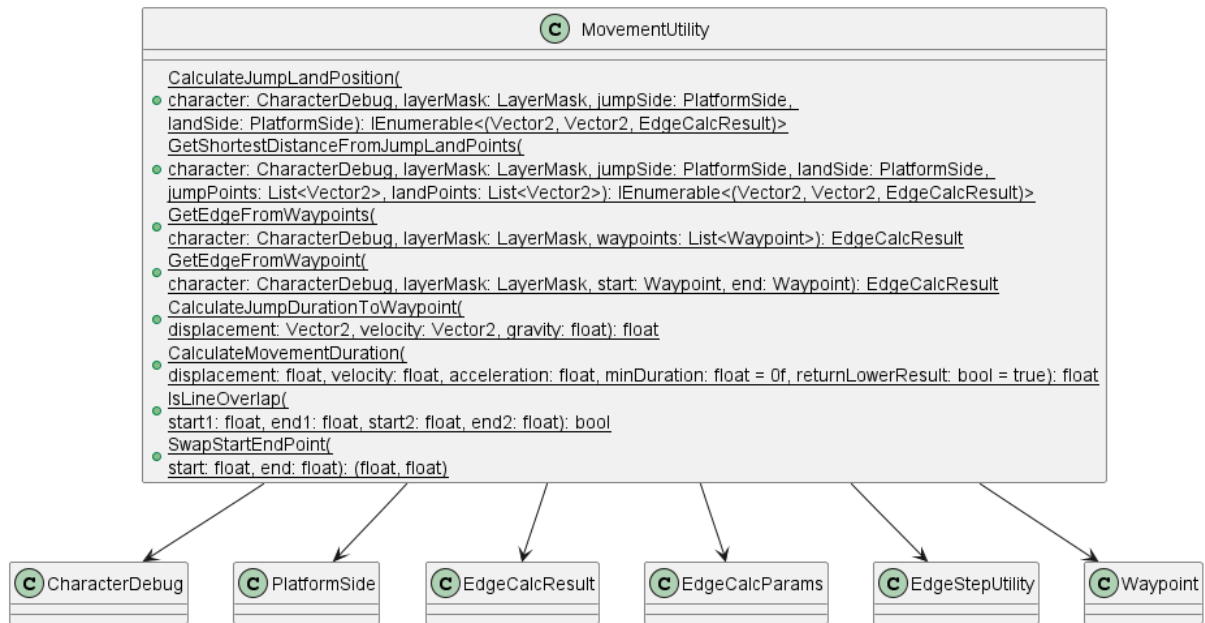 C MovementUtility
CalculateJumpLandPosition(
character: CharacterDebug, layerMask: LayerMask, jumpSide: PlatformSide,
landSide: PlatformSide): IEnumerable<(Vector2, Vector2, EdgeCalcResult)>
GetShortestDistanceFromJumpLandPoints(
character: CharacterDebug, layerMask: LayerMask, jumpSide: PlatformSide, landSide: PlatformSide,
jumpPoints: List<Vector2>, landPoints: List<Vector2>): IEnumerable<(Vector2, Vector2, EdgeCalcResult)>
GetEdgeFromWaypoints(
character: CharacterDebug, layerMask: LayerMask, waypoints: List<Waypoint>): EdgeCalcResult
GetEdgeFromWaypoint(
character: CharacterDebug, layerMask: LayerMask, start: Waypoint, end: Waypoint): EdgeCalcResult
CalculateJumpDurationToWaypoint(
displacement: Vector2, velocity: Vector2, gravity: float): float
CalculateMovementDuration(
displacement: float, velocity: float, acceleration: float, minDuration: float = 0f, returnLowerResult: bool = true): float
IsLineOverlap(
start1: float, end1: float, start2: float, end2: float): bool
SwapStartEndPoint(
start: float, end: float): (float, float)
C CharacterDebug
C PlatformSide
C EdgeCalcResult
C EdgeCalcParams
C EdgeStepUtility
C Waypoint